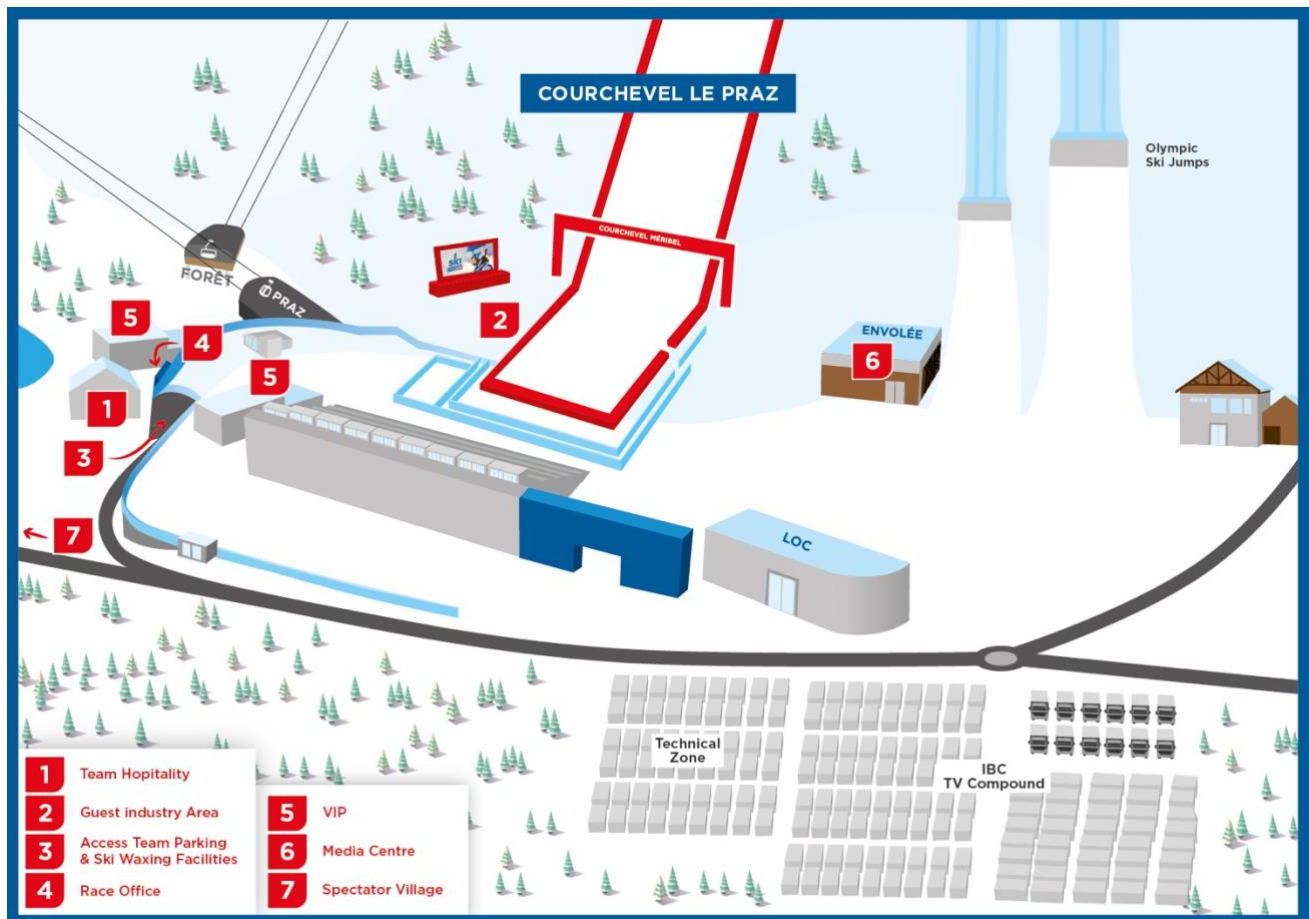 COURCHEVEL LE PRAZ
Olympic
Ski Jumps
COURCHEVEL MÉRIBEL
SKI
FORÊT
PRAZ
2
5
4
ENVOLÉE
6
5
1
3
7
LOC
Technical
Zone
IBC
TV Compound
1 Team Hopitality
2 Guest industry Area
3 Access Team Parking
& Ski Waxing Facilities
4 Race Office
5 VIP
6 Media Centre
7 Spectator Village